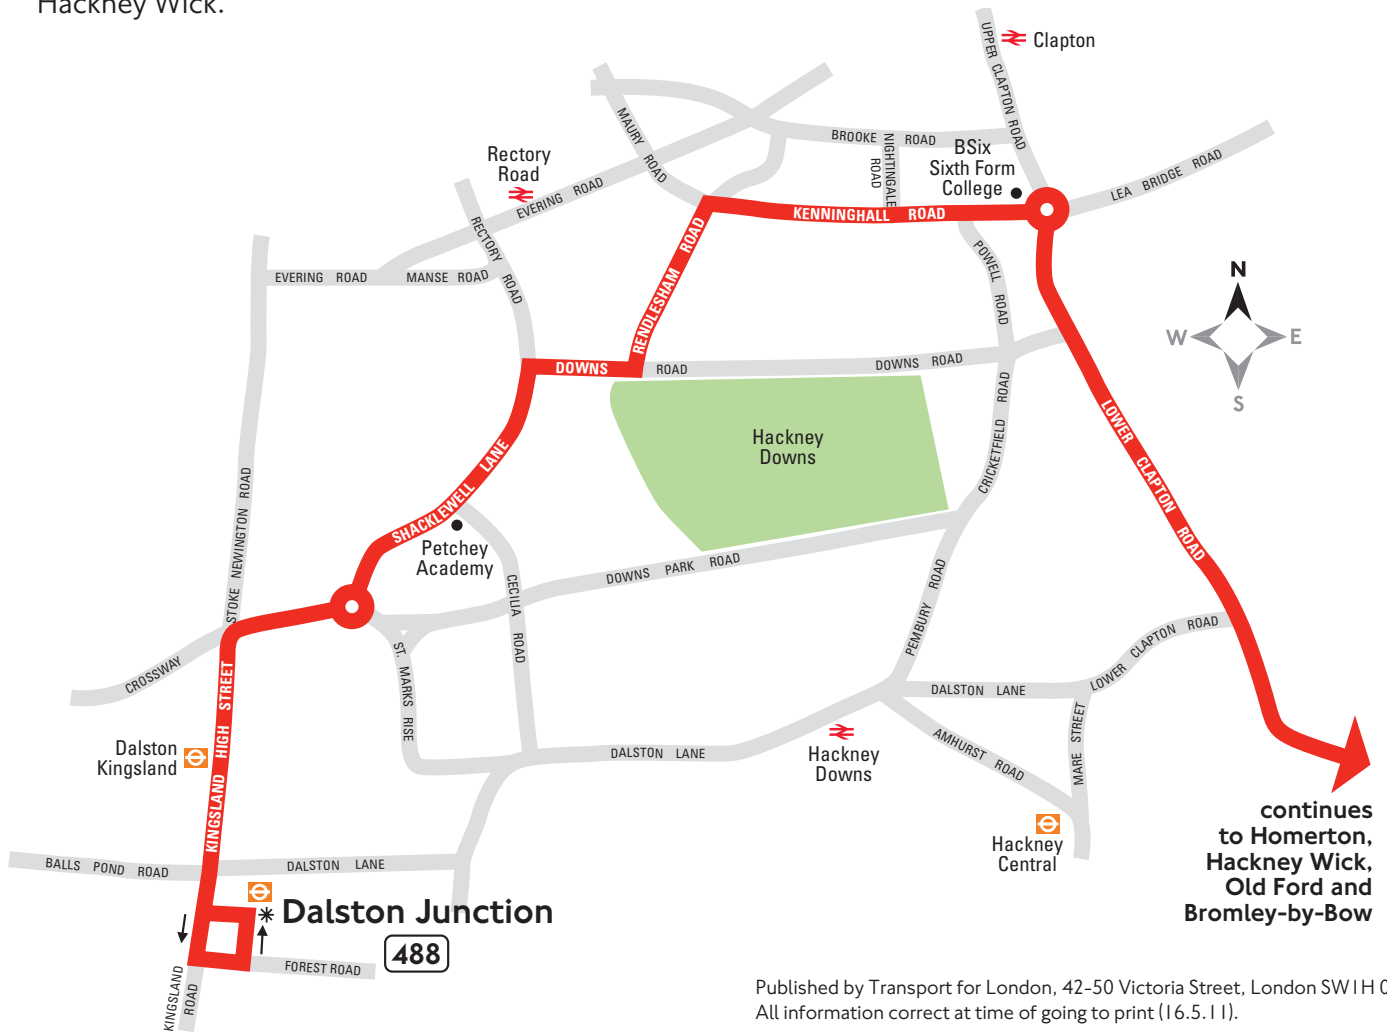 Hackney Wick.
UPPER CLAPTON ROAD
Clapton
MAURY ROAD
BROOKE ROAD
NIGHTINGALE
ROAD
BSix
Sixth Form
College
LEA BRIDGE ROAD
Rectory
Road
EVERING ROAD
RECTORY ROAD
KENNINGHALL ROAD
RENDLESHAM ROAD
POWELL ROAD
EVERING ROAD
MANSE ROAD
N
W
E
S
DOWNS
ROAD
DOWNS ROAD
Hackney
Downs
CRICKETFIELD ROAD
LOWER CLAPTON ROAD
STOKE NEWINGTON ROAD
SHACKLEWELL LANE
Petchey
Academy
CECILIA ROAD
DOWNS PARK ROAD
PEMBURY ROAD
LOWER CLAPTON ROAD
CROSSWAY
ST. MARKS RISE
KINGSLAND HIGH STREET
DALSTON LANE
MARE STREET
AMHURST ROAD
Dalston
Kingsland
DALSTON LANE
Hackney
Downs
Hackney
Central
continues
to Homerton,
Hackney Wick,
Old Ford and
Bromley-by-Bow
BALLS POND ROAD
DALSTON LANE
Dalston Junction
488
FOREST ROAD
KINGSLAND
ROAD
Published by Transport for London, 42-50 Victoria Street, London SW1H 0
All information correct at time of going to print (16.5.11).